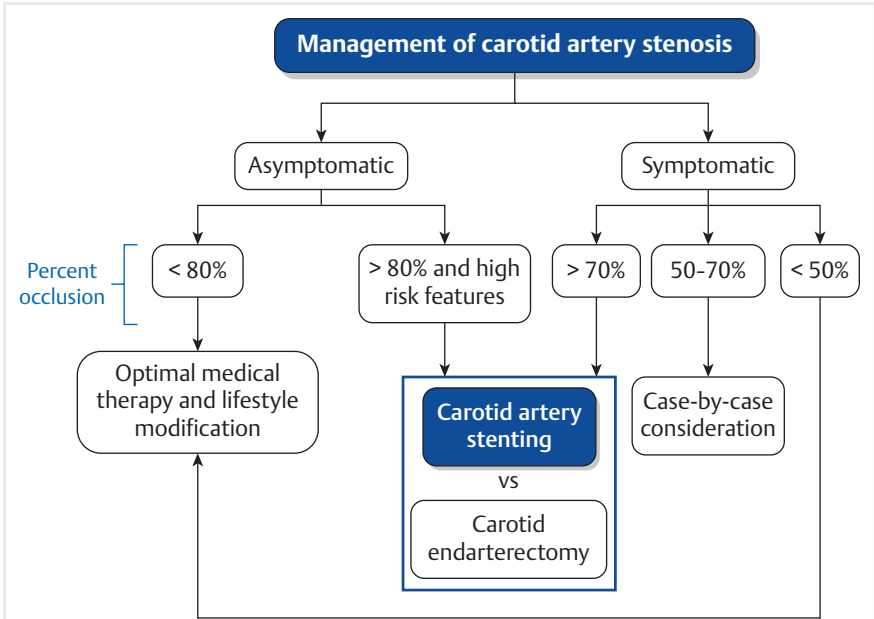 Management of carotid artery stenosis
Asymptomatic
Symptomatic
Percent
occlusion
< 80%
> 80% and high
risk features
> 70%
50–70%
< 50%
Optimal medical
therapy and lifestyle
modification
Carotid artery
stenting
vs
Carotid
endarterectomy
Case-by-case
consideration